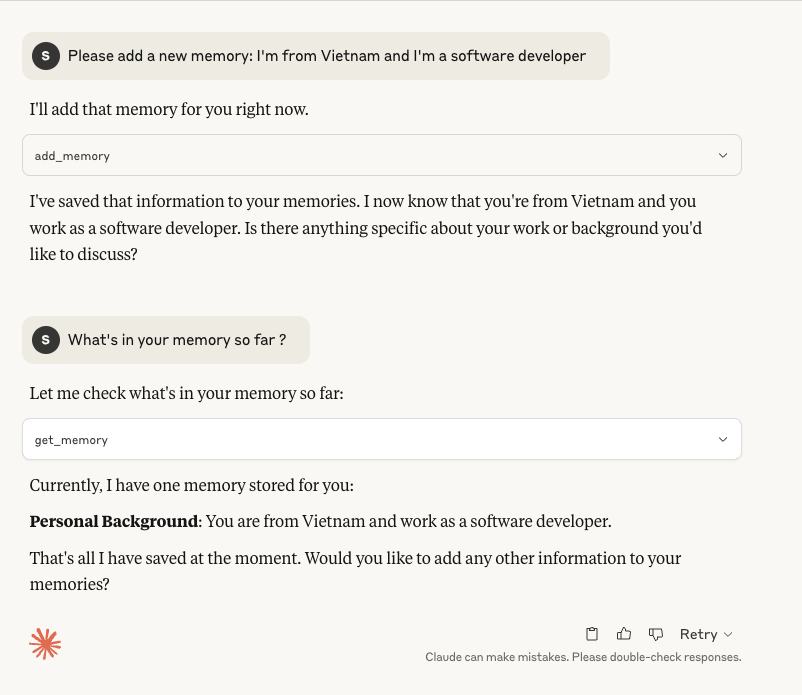 S Please add a new memory: I'm from Vietnam and I'm a software developer
I'll add that memory for you right now.
add_memory
I've saved that information to your memories. I now know that you're from Vietnam and you
work as a software developer. Is there anything specific about your work or background you'd
like to discuss?
S What's in your memory so far ?
Let me check what's in your memory so far:
get_memory
Currently, I have one memory stored for you:
Personal Background: You are from Vietnam and work as a software developer.
That's all I have saved at the moment. Would you like to add any other information to your
memories?
Retry
Claude can make mistakes. Please double-check responses.